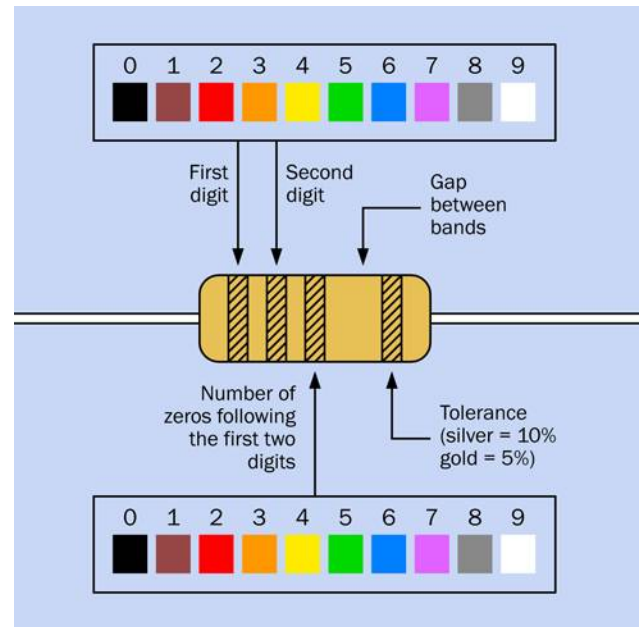 0 1 2 3 4 5 6 7 8 9
First
digit
Second
digit
Gap
between
bands
Number of
zeros following
the first two
digits
Tolerance
(silver = 10%
gold = 5%)
0 1 2 3 4 5 6 7 8 9